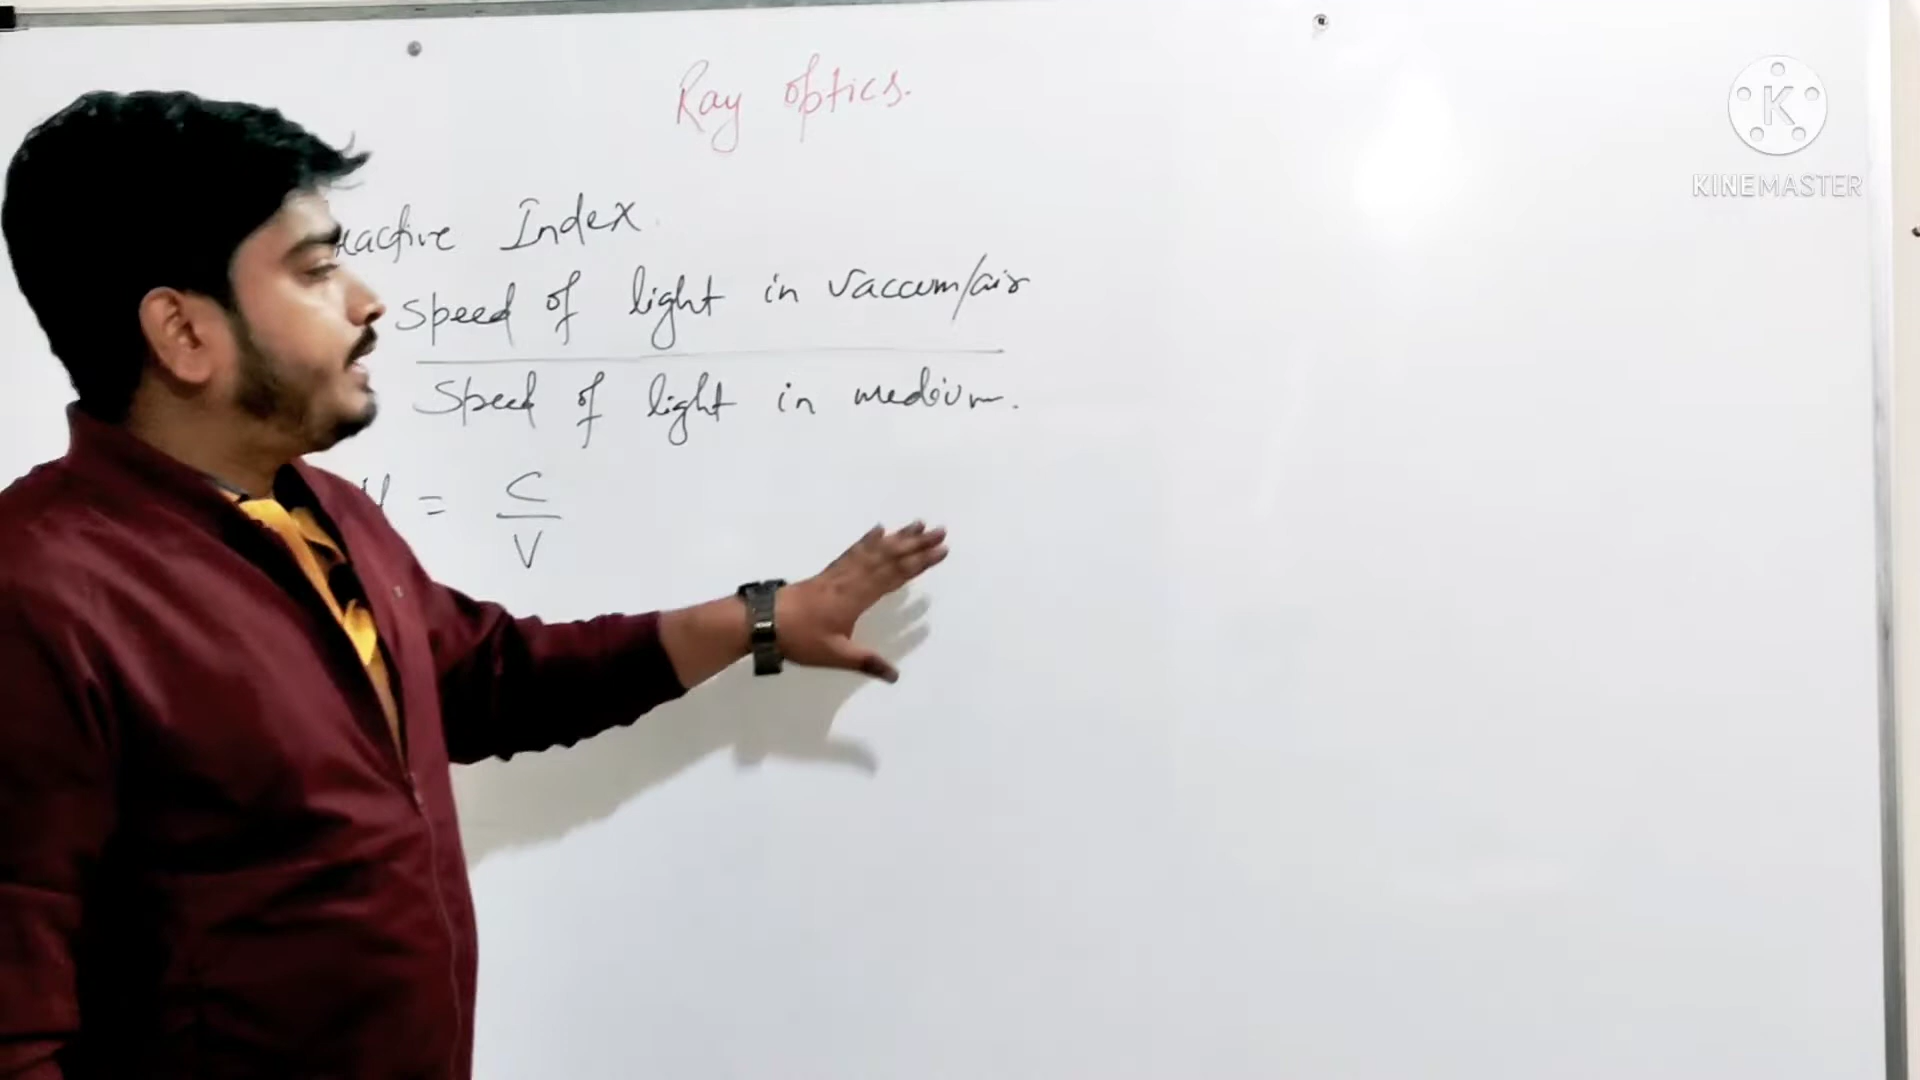 Ray optics.
Index
Speed of light in vaccum/air
Speed of light in medium.
= C
V
K
KINEMASTER